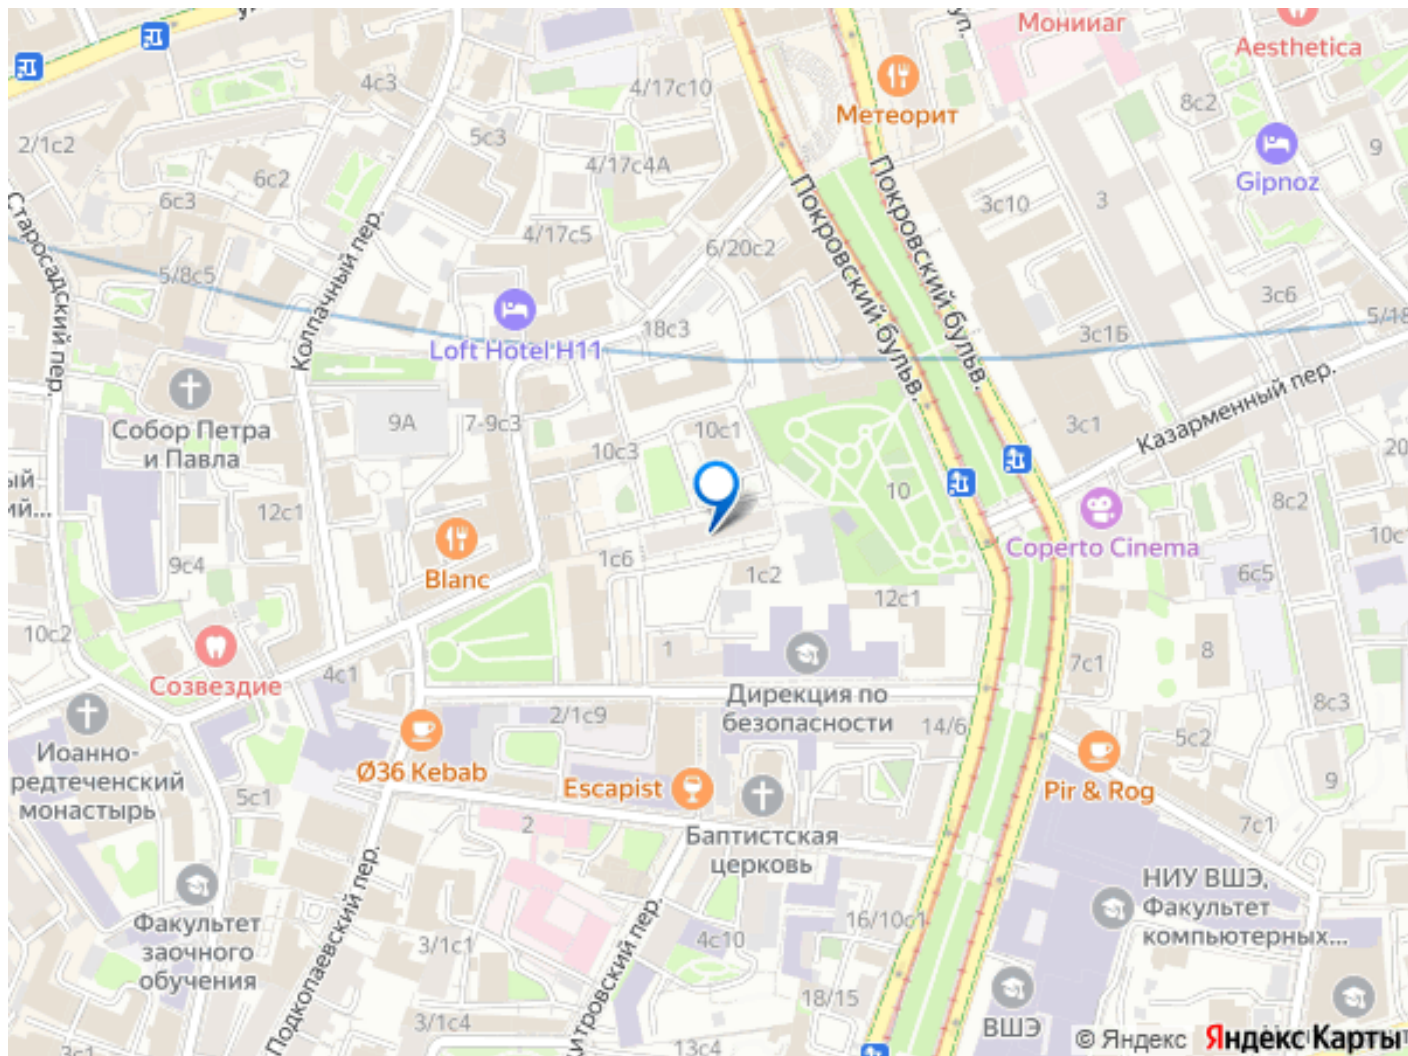 Монииаг
Aesthetica
4с3
4/17с10
Метеорит
8с2
2/1с2
5с3
9
4/17с4А
6с2
Gipnoz
6с3
Старосадский пер.
Колпачный пер.
4/17с5
6/20с2
Покровский бульв.
Покровский бульв.
3с10
3
5/8с5
3с6
5/18
18с3
3с1Б
Loft Hotel'H11
Казарменный пер.
Собор Петра
и Павла
9А
7-9с3
10с1
10с3
3с1
20
ый
ий...
12с1
10
8с2
10с
Coperto Cinema
9с4
Blanc
1с6
1с2
6с5
12с1
10с2
1
7с1
8
Созвездие
4с1
Дирекция по
безопасности
8с3
2/1с9
14/6
5с2
Иоанно-
редтеченский
монастырь
Ø36 Kebab
Escapist
Pir & Rog
9
5с1
2
Баптистская
церковь
7с1
Подкопаевский пер.
НИУ ВШЭ,
Факультет
компьютерных...
Факультет
заочного
обучения
16/10с1
3/1с1
4с10
итровский пер.
18/15
ВШЭ
3/1с4
13с4
3с1
© Яндекс Яндекс Карты